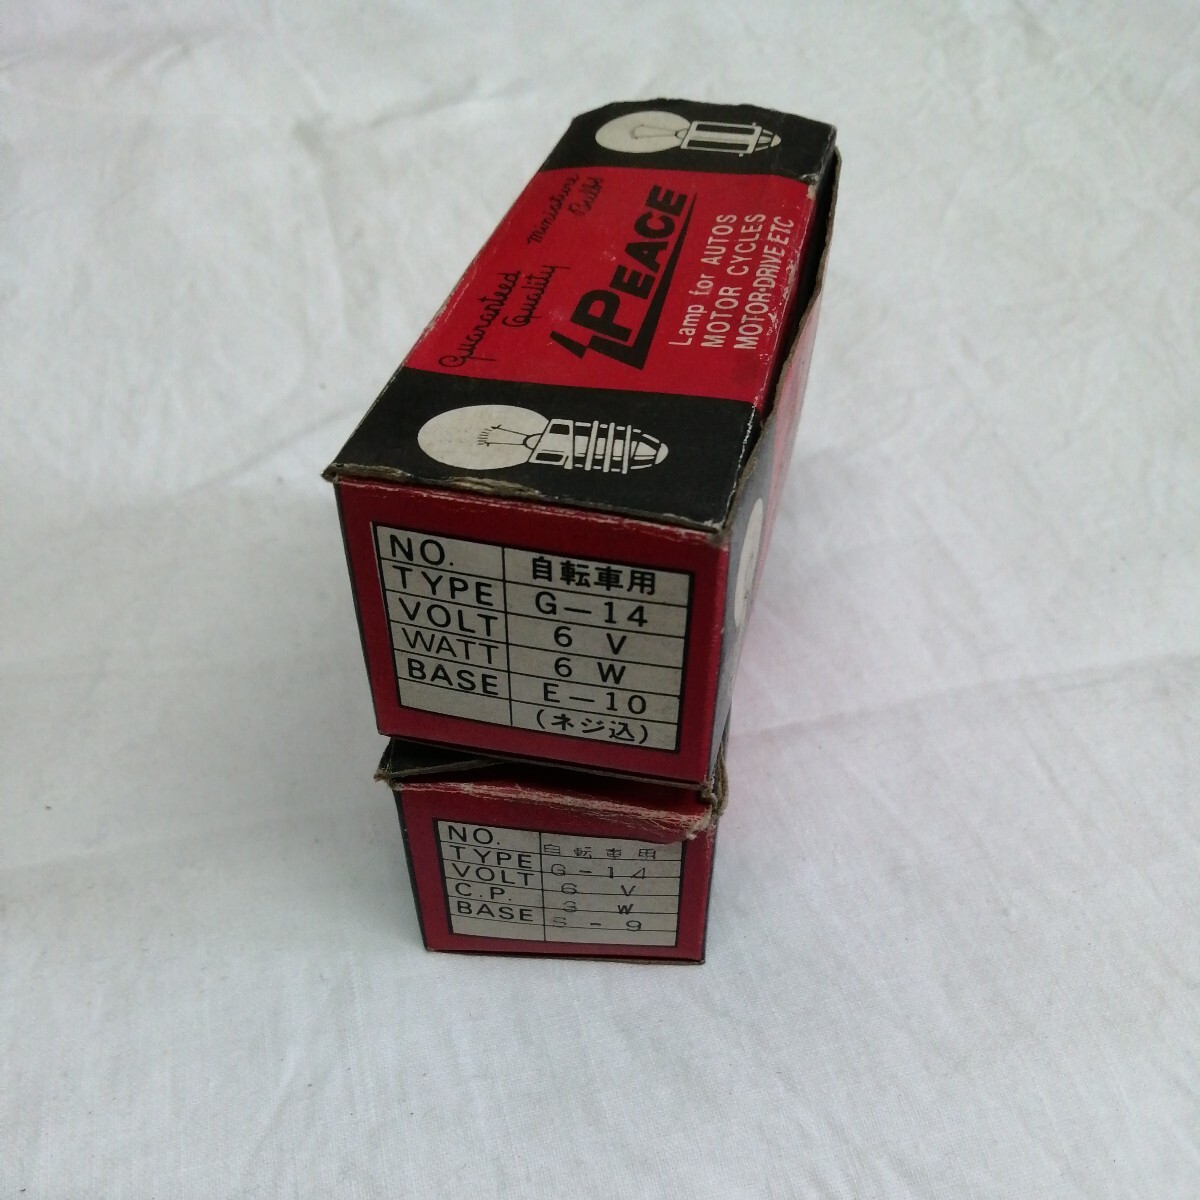 Guaranteed
Quality
miniature
Bulbs
PEACE
Lamp for AUTOS
MOTOR CYCLES
MOTOR・DRIVE ETC
NO. 自転車用
TYPE G－14
VOLT 6 V
WATT 6 W
BASE E－10
(ネジ込)
NO. 自転車用
TYPE G－14
VOLT 6 V
C.P. 3 W
BASE S－9